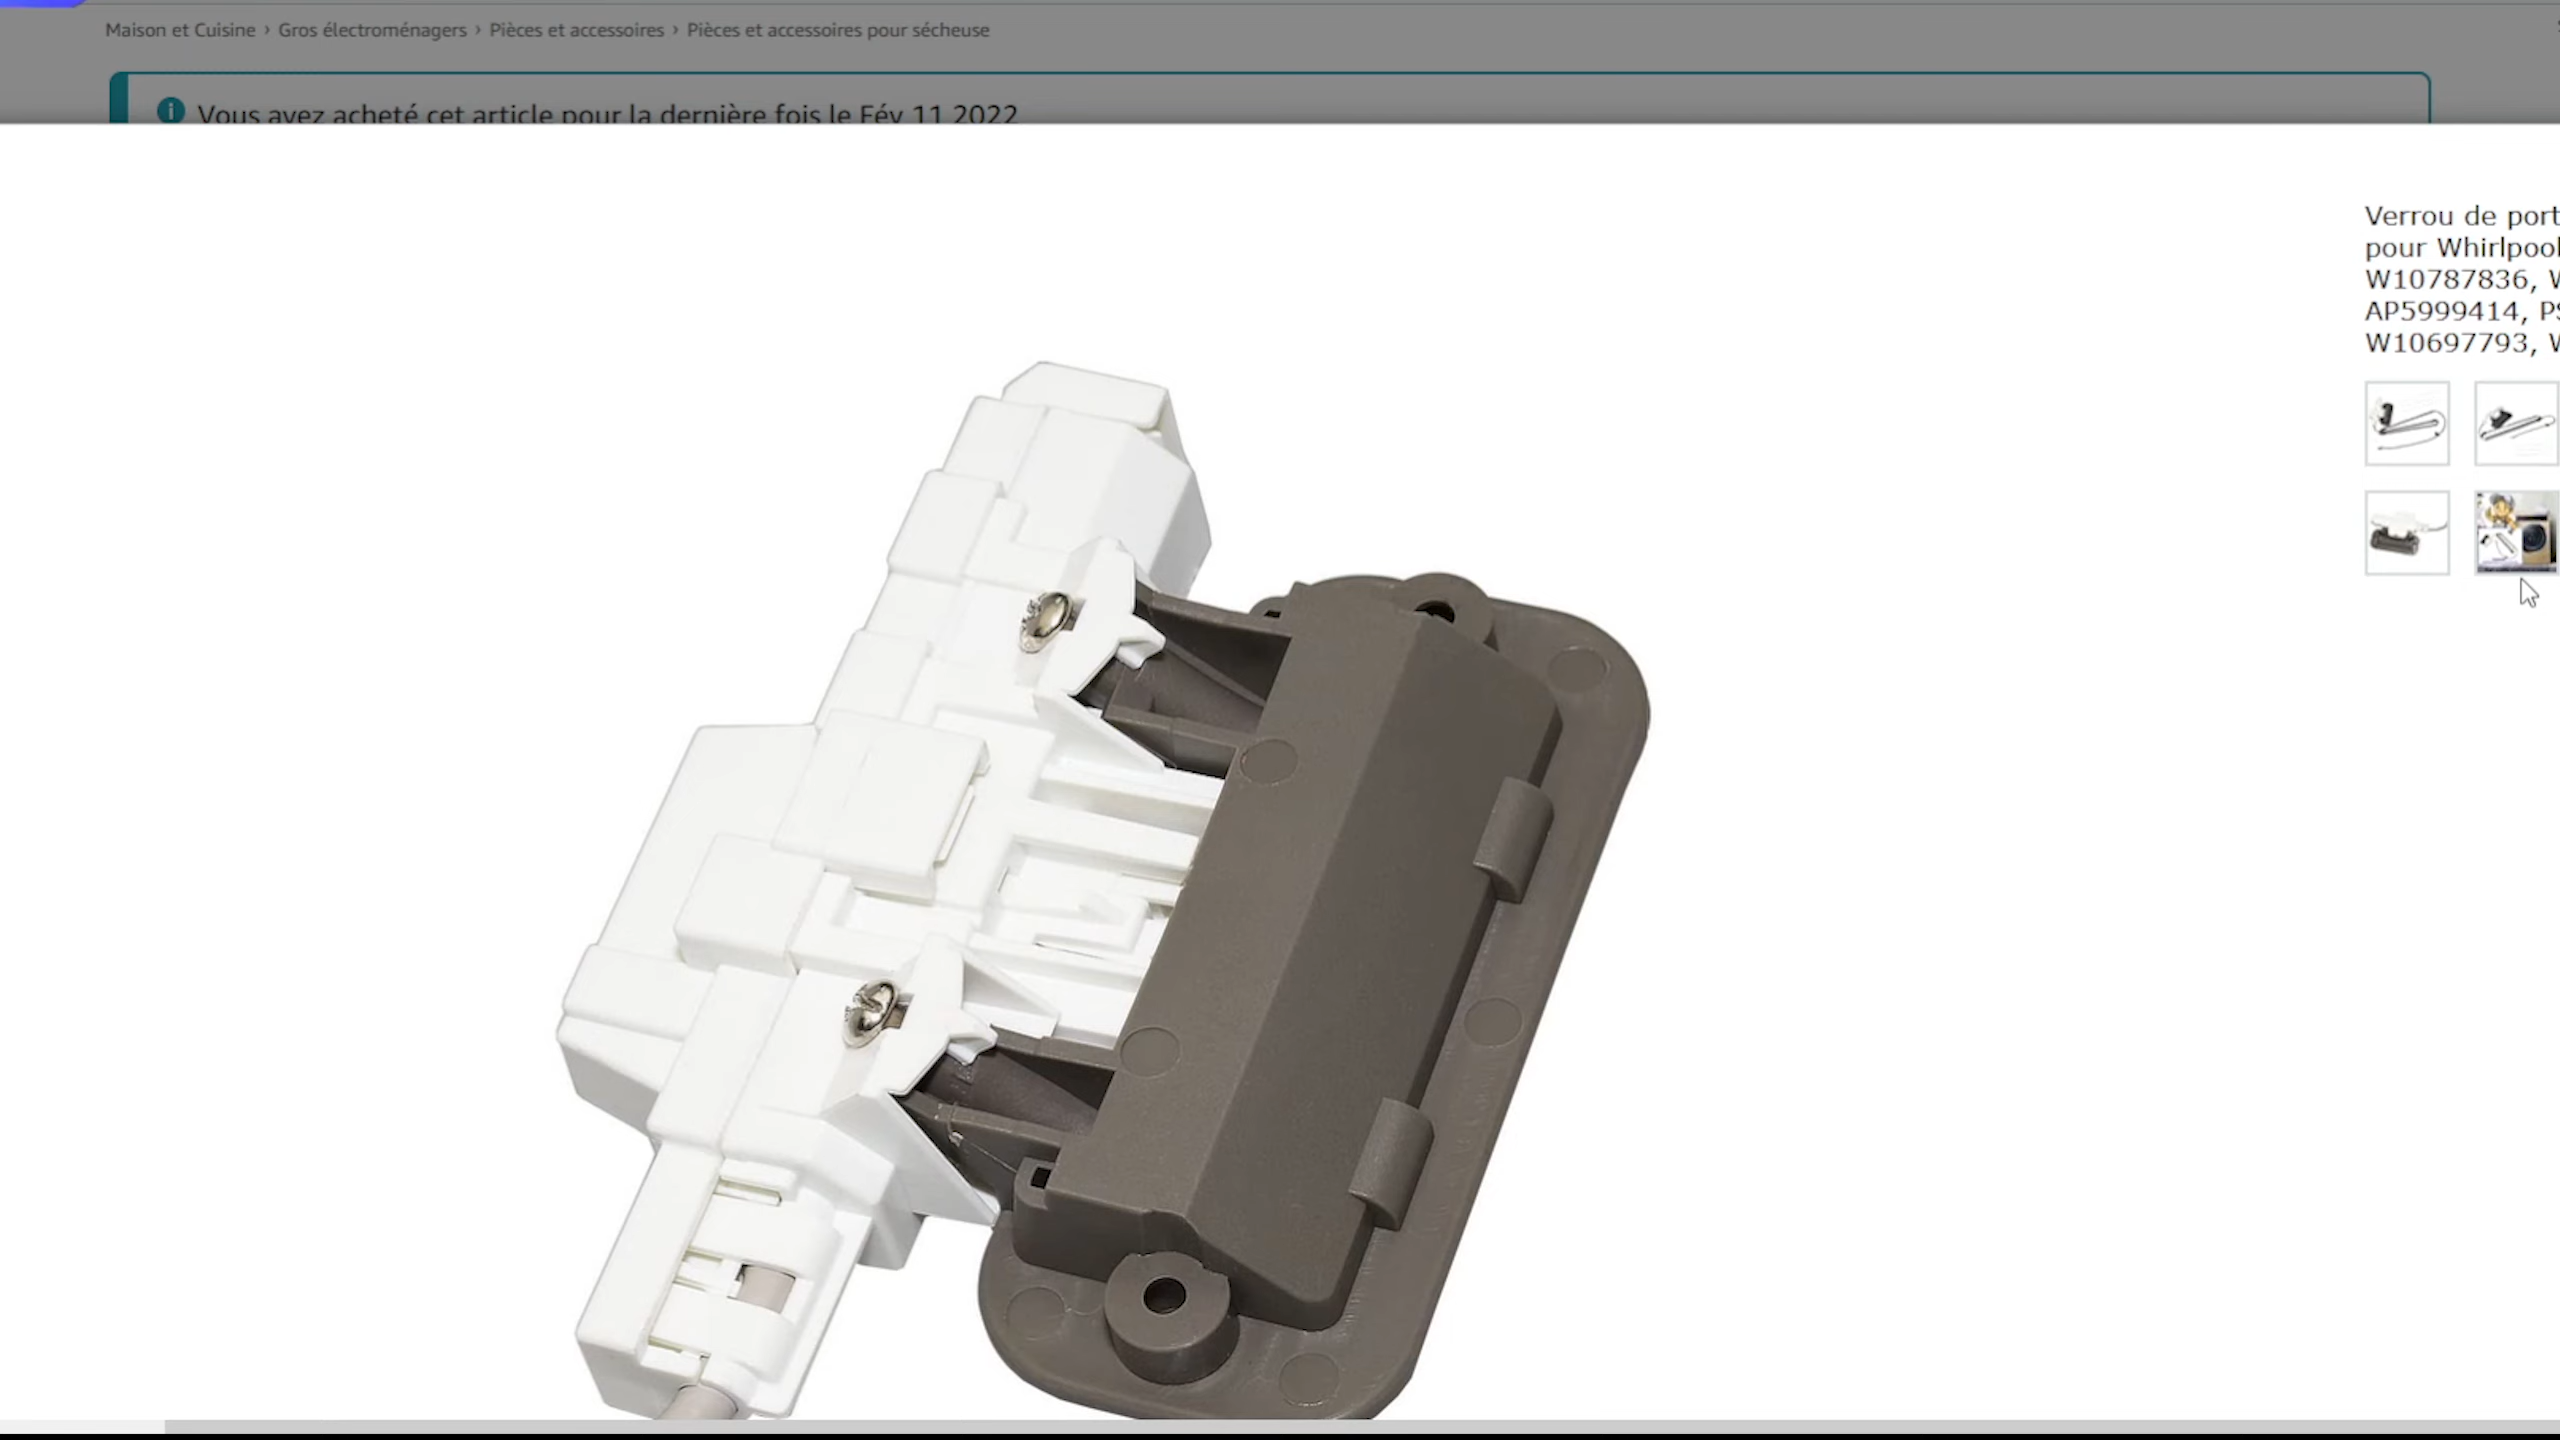 Maison et Cuisine › Gros électroménagers › Pièces et accessoires › Pièces et accessoires pour sécheuse
Vous avez acheté cet article pour la dernière fois le Fév 11 2022
Verrou de
pour Whirlpool
W10787836,
AP5999414,
W10697793,